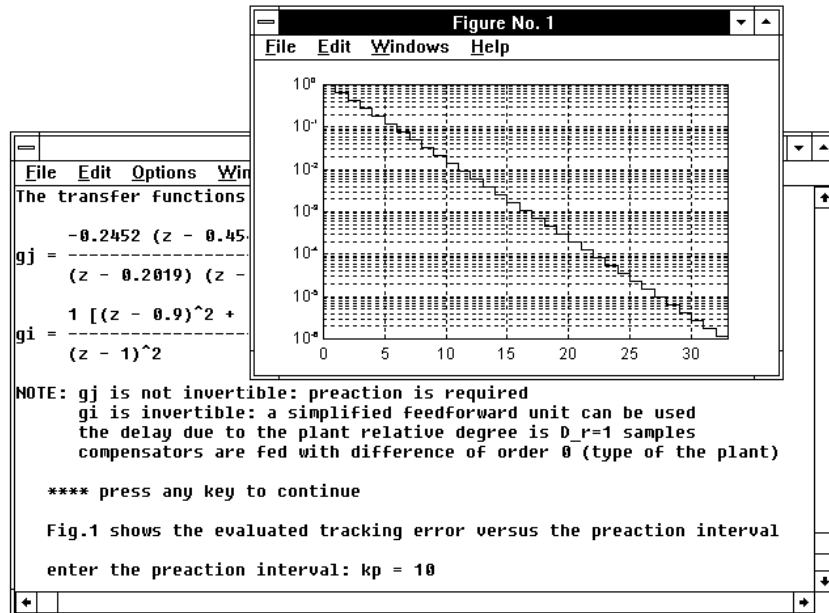 Figure No. 1
File Edit Windows Help
10⁰
10⁻¹
10⁻²
10⁻³
10⁻⁴
10⁻⁵
10⁻⁶
0 5 10 15 20 25 30
File Edit Options Win
The transfer functions
-0.2452 (z - 0.45
gj = --------------------
(z - 0.2019) (z -
1 [(z - 0.9)^2 +
gi = --------------------
(z - 1)^2
NOTE: gj is not invertible: preaction is required
gi is invertible: a simplified feedforward unit can be used
the delay due to the plant relative degree is D_r=1 samples
compensators are fed with difference of order 0 (type of the plant)
**** press any key to continue
Fig.1 shows the evaluated tracking error versus the preaction interval
enter the preaction interval: kp = 10